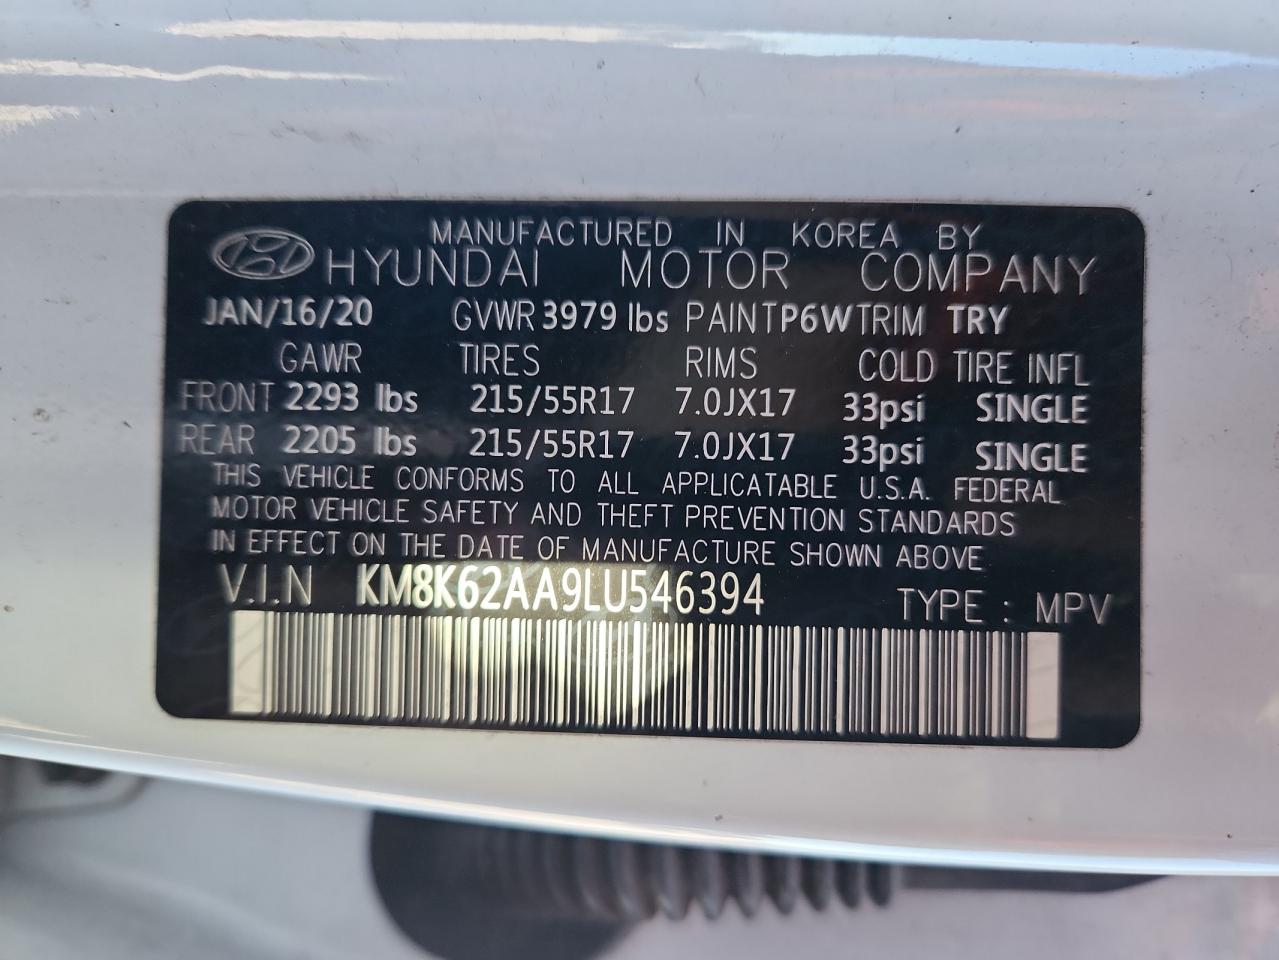 MANUFACTURED IN KOREA BY
HYUNDAI MOTOR COMPANY
JAN/16/20 GVWR 3979 lbs PAINT P6W TRIM TRY
GAWR TIRES RIMS COLD TIRE INFL
FRONT 2293 lbs 215/55R17 7.0JX17 33psi SINGLE
REAR 2205 lbs 215/55R17 7.0JX17 33psi SINGLE
THIS VEHICLE CONFORMS TO ALL APPLICATABLE U.S.A. FEDERAL
MOTOR VEHICLE SAFETY AND THEFT PREVENTION STANDARDS
IN EFFECT ON THE DATE OF MANUFACTURE SHOWN ABOVE
V.I.N KM8K62AA9LU546394 TYPE : MPV